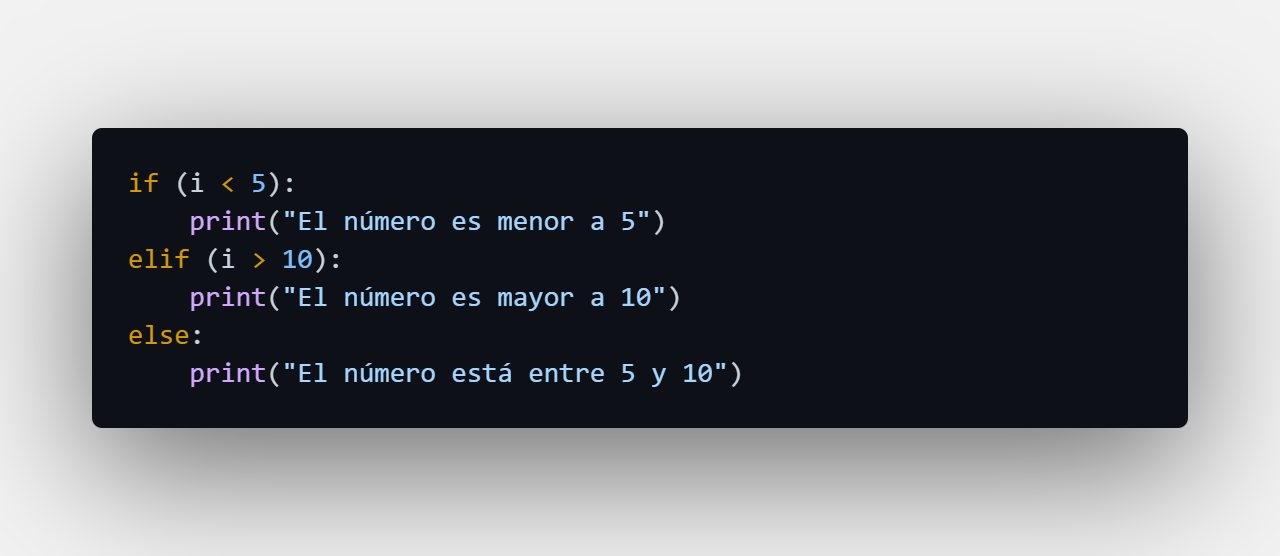 if (i < 5):
    print("El número es menor a 5")
elif (i > 10):
    print("El número es mayor a 10")
else:
    print("El número está entre 5 y 10")